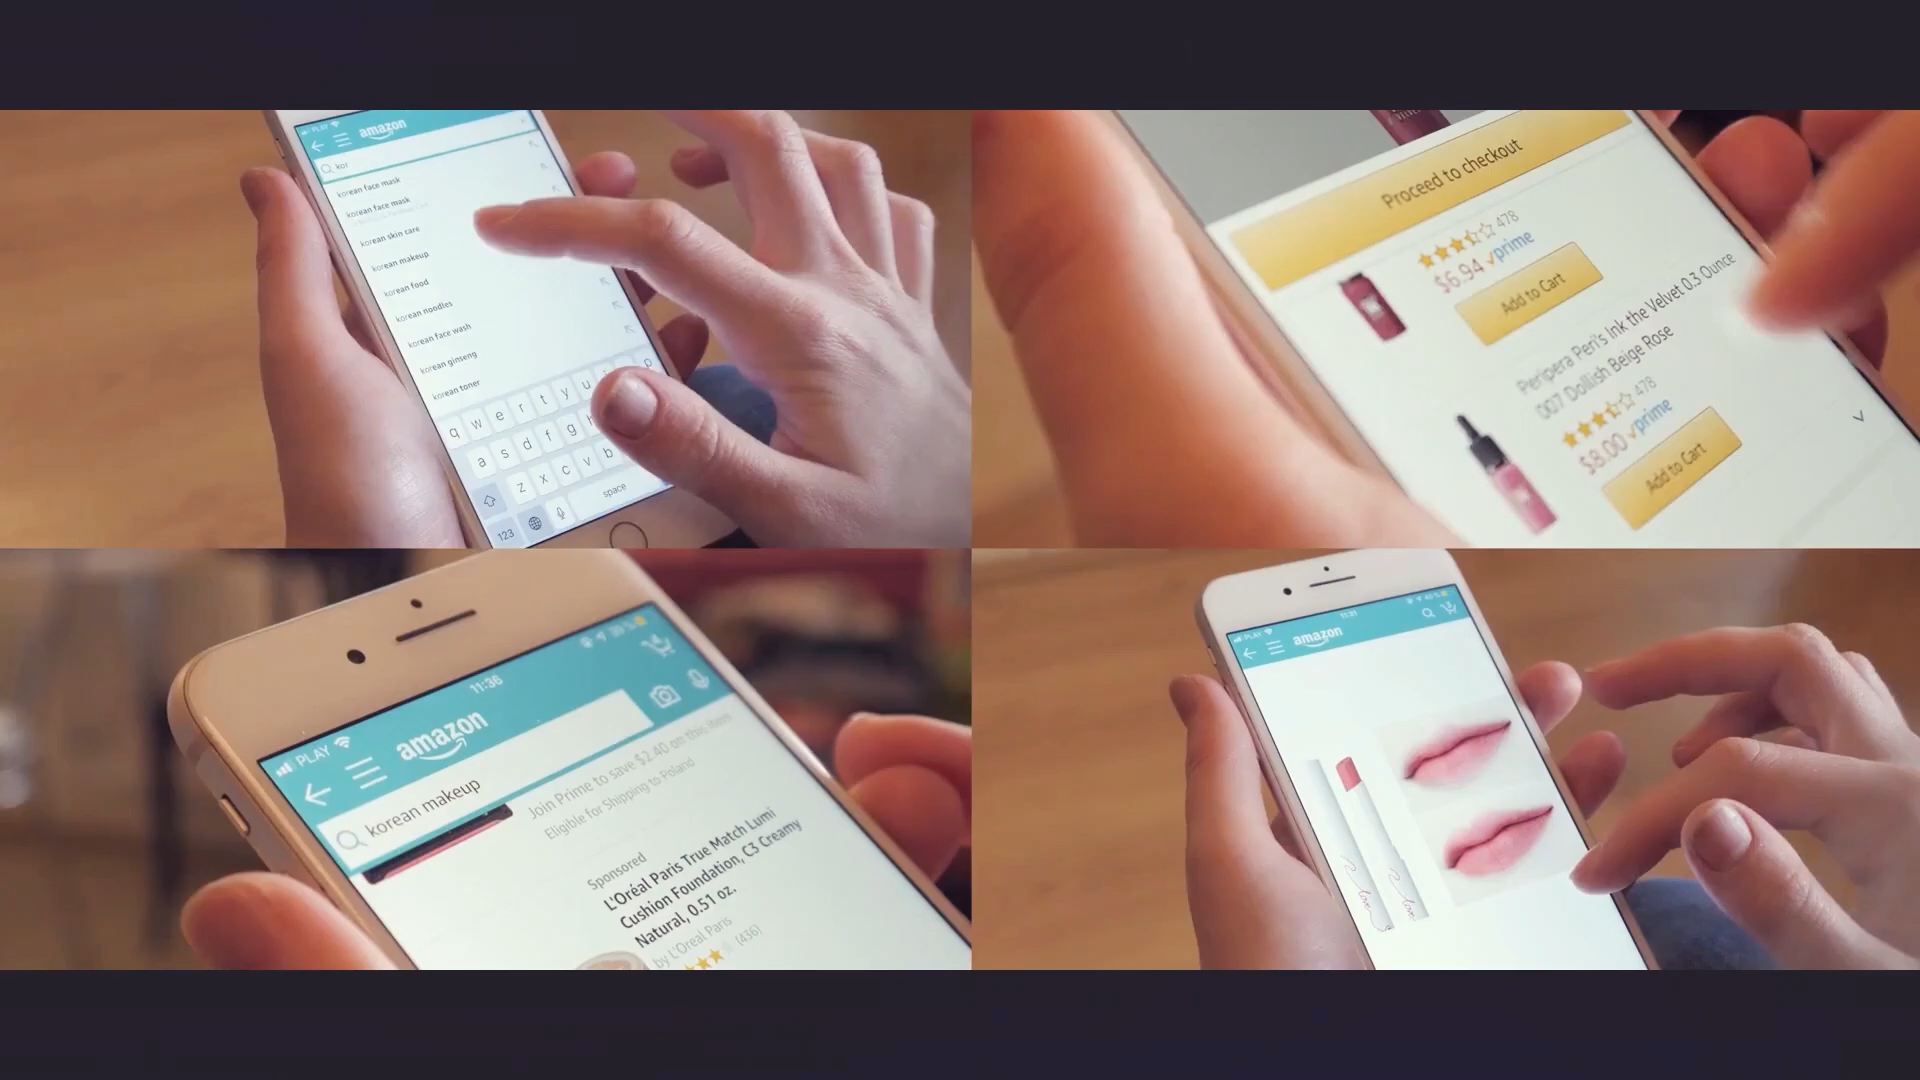 PLAY
amazon
kor
korean face mask
korean face mask
korean skin care
korean makeup
korean food
korean noodles
korean face wash
korean ginseng
korean toner
q w e r t y u i p
a s d f g h
z x c v b
123 space
Proceed to checkout
478
$6.94 prime
Add to Cart
Peripera Peri's Ink the Velvet 0.3 Ounce
007 Dollish Beige Rose
478
$8.00 prime
Add to Cart
PLAY 11:36
amazon
korean makeup
Join Prime to save $2.40 on this item
Eligible for Shipping to Poland
Sponsored
L'Oréal Paris True Match Lumi
Cushion Foundation, C3 Creamy
Natural, 0.51 oz.
by L'Oreal Paris
(436)
PLAY 11:31
amazon
love
love